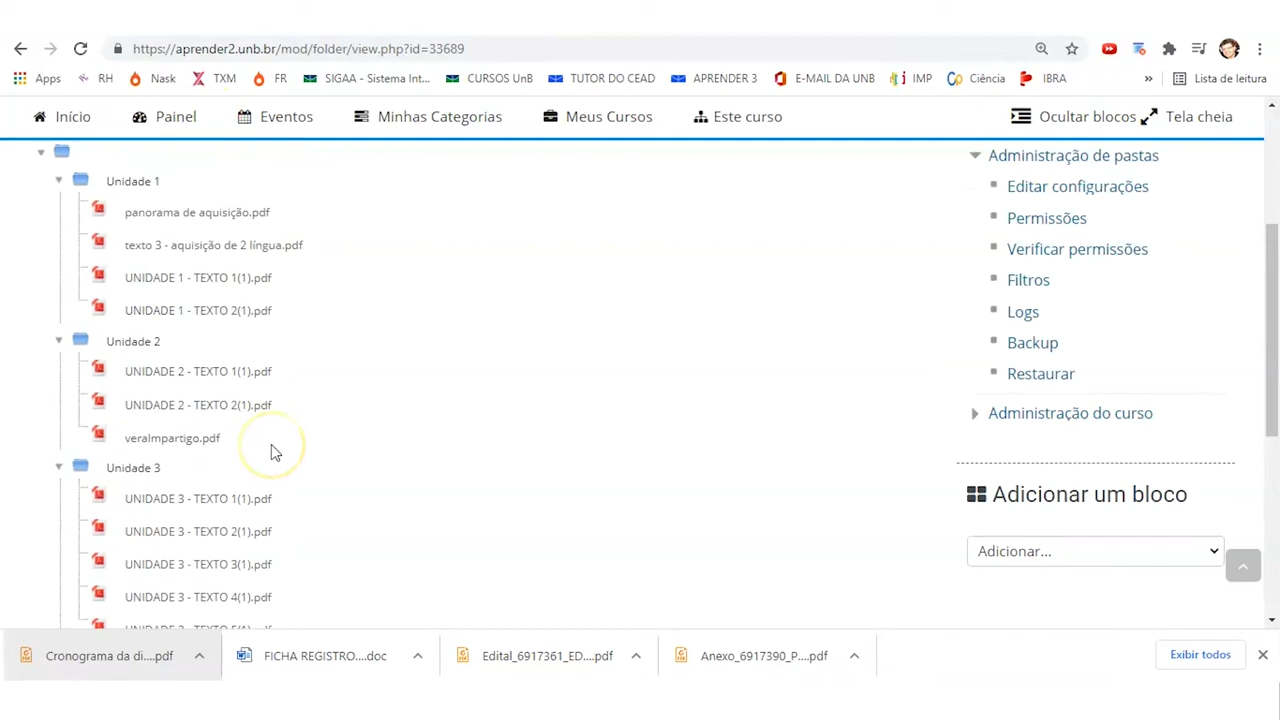 https://aprender2.unb.br/mod/folder/view.php?id=33689
Apps RH Nask TXM FR SIGAA - Sistema Int... CURSOS UnB TUTOR DO CEAD APRENDER 3 E-MAIL DA UNB IMP Ciência IBRA » Lista de leitura
Início Painel Eventos Minhas Categorias Meus Cursos Este curso Ocultar blocos Tela cheia
Unidade 1
panorama de aquisição.pdf
texto 3 - aquisição de 2 língua.pdf
UNIDADE 1 - TEXTO 1(1).pdf
UNIDADE 1 - TEXTO 2(1).pdf
Unidade 2
UNIDADE 2 - TEXTO 1(1).pdf
UNIDADE 2 - TEXTO 2(1).pdf
Unidade 3
UNIDADE 3 - TEXTO 1(1).pdf
UNIDADE 3 - TEXTO 2(1).pdf
UNIDADE 3 - TEXTO 3(1).pdf
UNIDADE 3 - TEXTO 4(1).pdf
Administração de pastas
Editar configurações
Permissões
Verificar permissões
Filtros
Logs
Backup
Restaurar
Administração do curso
Adicionar um bloco
Adicionar...
Cronograma da di....pdf FICHA REGISTRO....doc Edital_6917361_ED....pdf Anexo_6917390_P....pdf Exibir todos